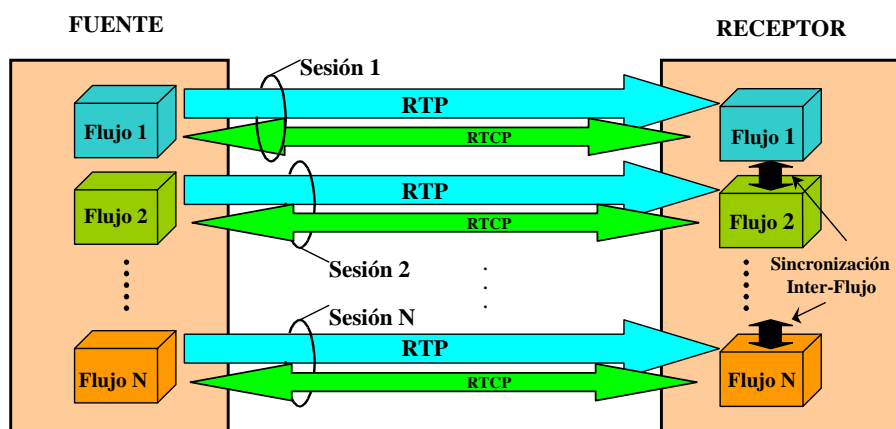 FUENTE
RECEPTOR
Sesión 1
RTP
Flujo 1
Flujo 1
RTCP
RTP
Flujo 2
Flujo 2
RTCP
Sesión 2
Sincronización
Inter-Flujo
Sesión N
RTP
Flujo N
Flujo N
RTCP